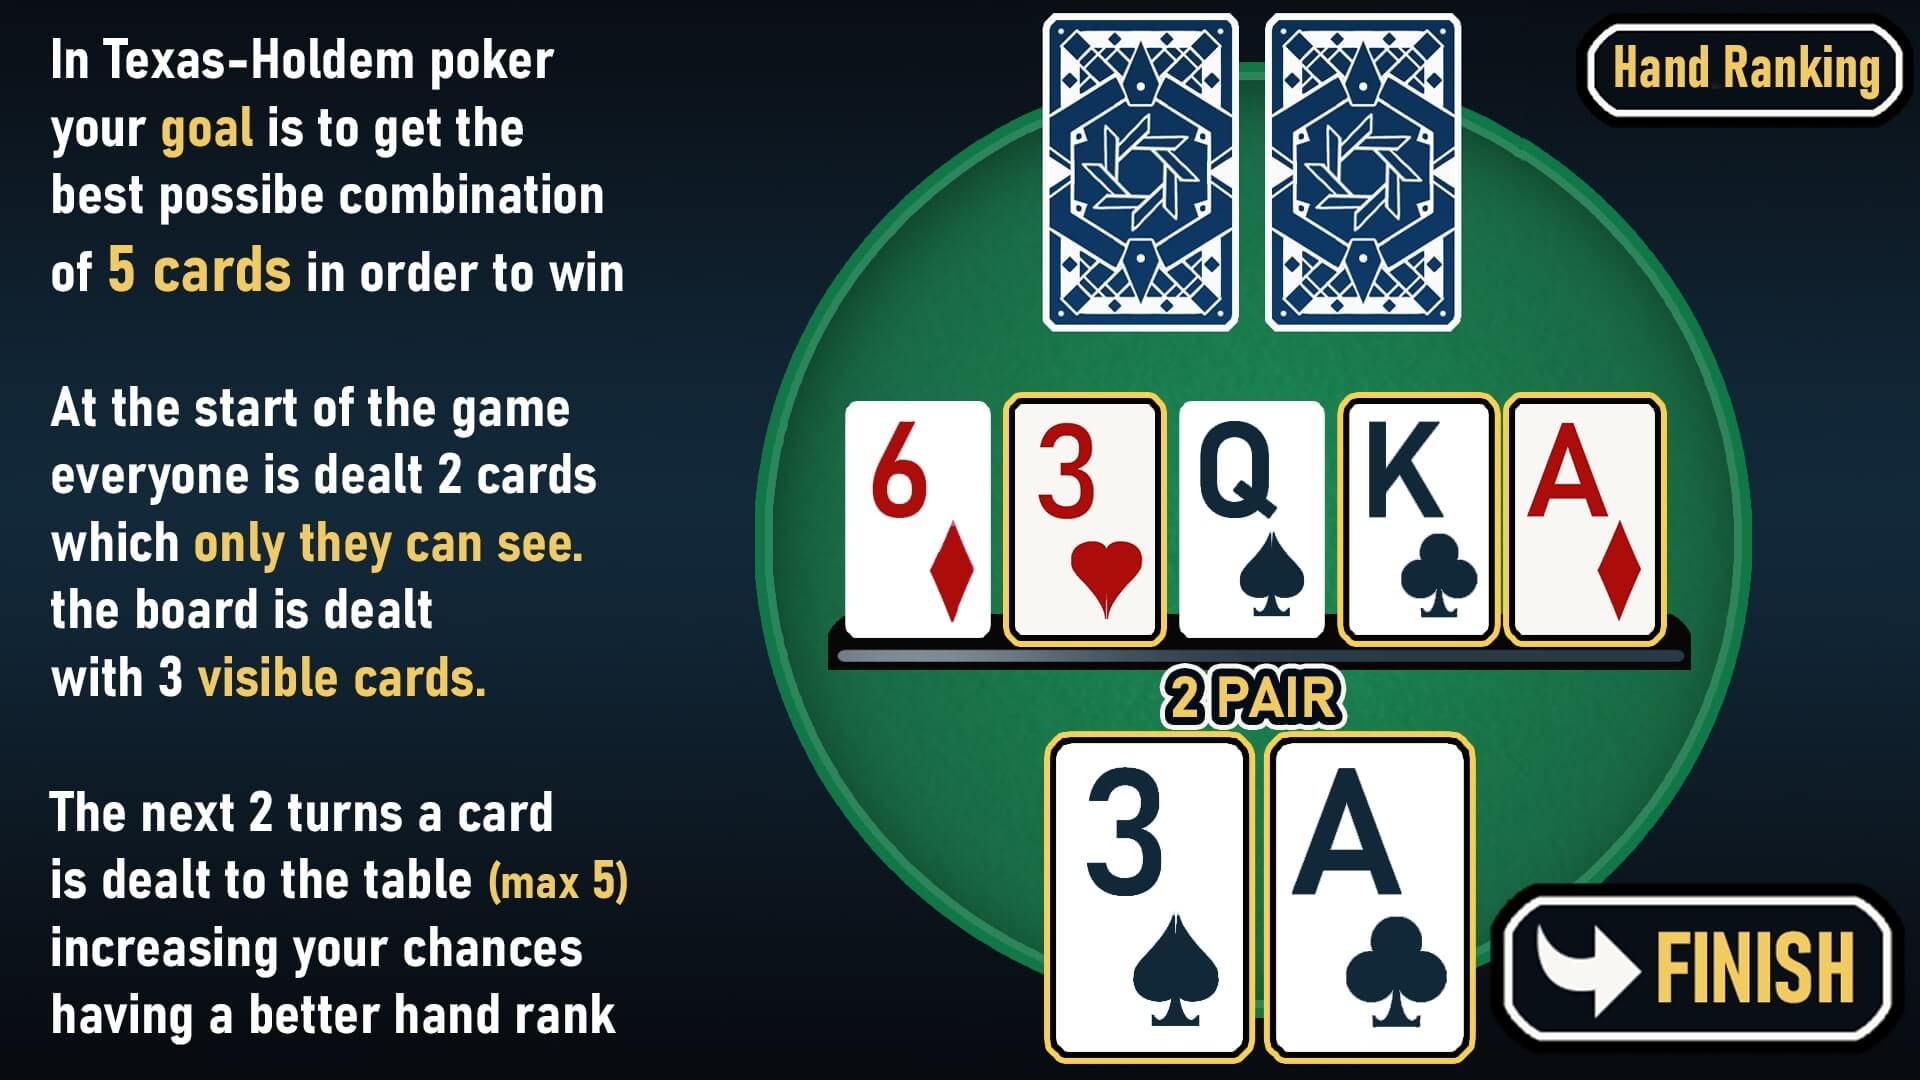 In Texas-Holdem poker
your goal is to get the
best possibe combination
of 5 cards in order to win
At the start of the game
everyone is dealt 2 cards
which only they can see.
the board is dealt
with 3 visible cards.
The next 2 turns a card
is dealt to the table (max 5)
increasing your chances
having a better hand rank
Hand Ranking
6 3 Q K A
2 PAIR
3 A
FINISH